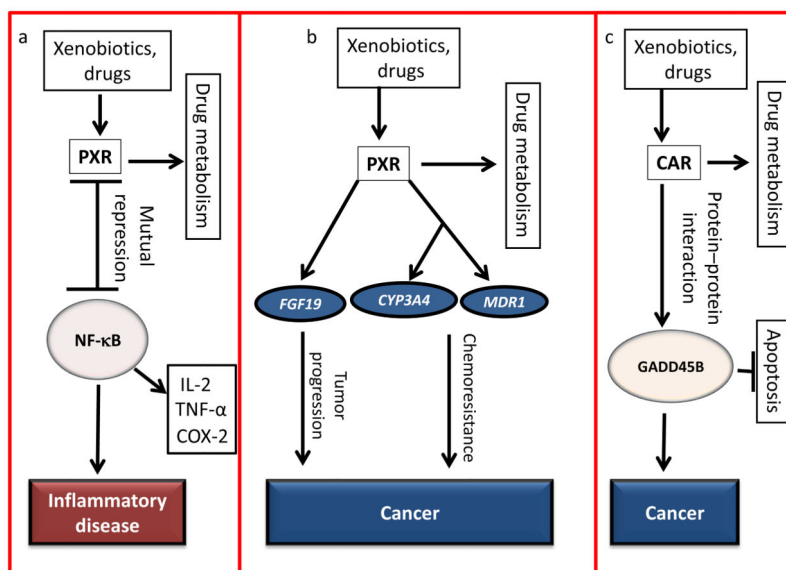 a
Xenobiotics,
drugs
PXR
Drug metabolism
Mutual
repression
NF-κB
IL-2
TNF-α
COX-2
Inflammatory
disease
b
Xenobiotics,
drugs
PXR
Drug metabolism
FGF19
CYP3A4
MDR1
Tumor
progression
Chemoresistance
Cancer
c
Xenobiotics,
drugs
CAR
Drug metabolism
Protein–protein
interaction
GADD45B
Apoptosis
Cancer